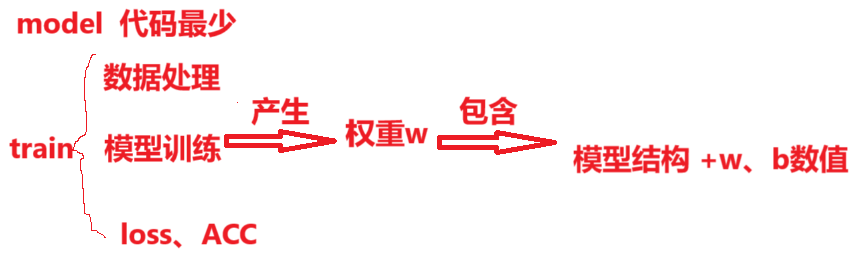 model 代码最少
数据处理
产生
包含
train 模型训练
权重w
模型结构 +w、b数值
loss、ACC